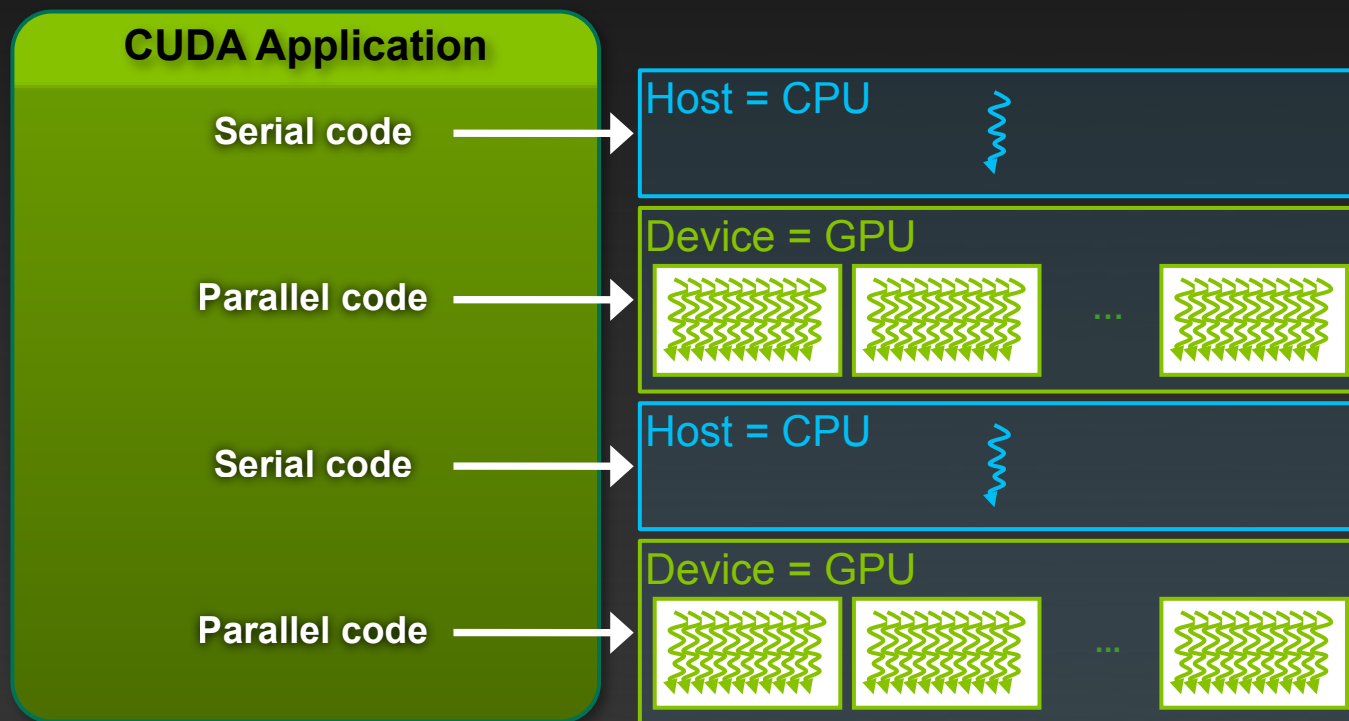 CUDA Application
Serial code
Host = CPU
Parallel code
Device = GPU
...
Serial code
Host = CPU
Parallel code
Device = GPU
...